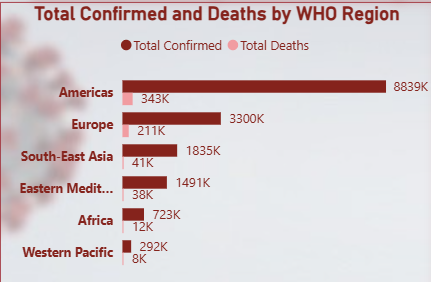 Total Confirmed and Deaths by WHO Region
Total Confirmed Total Deaths
Americas 8839K
343K
Europe 3300K
211K
South-East Asia 1835K
41K
Eastern Medit... 1491K
38K
Africa 723K
12K
Western Pacific 292K
8K